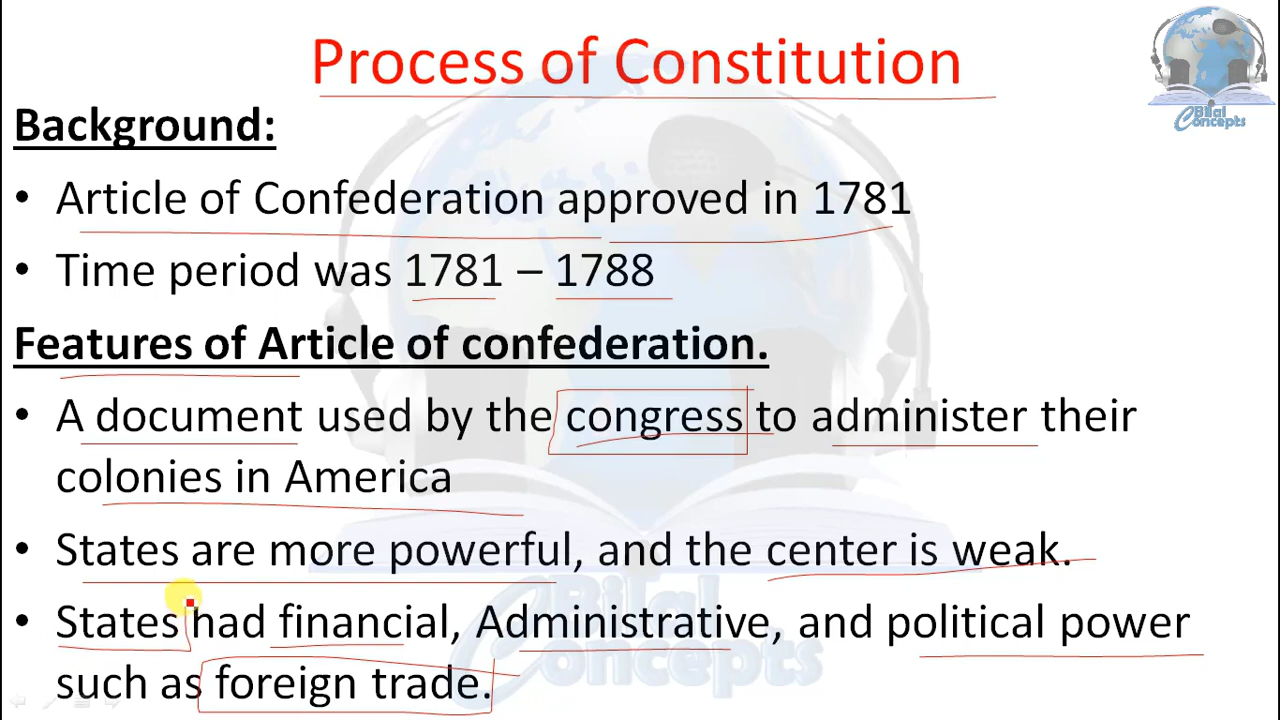 Process of Constitution
Bilal
Concepts
Background:
• Article of Confederation approved in 1781
• Time period was 1781 – 1788
Features of Article of confederation.
• A document used by the congress to administer their
colonies in America
• States are more powerful, and the center is weak.
• States had financial, Administrative, and political power
such as foreign trade.
Bilal
Concepts